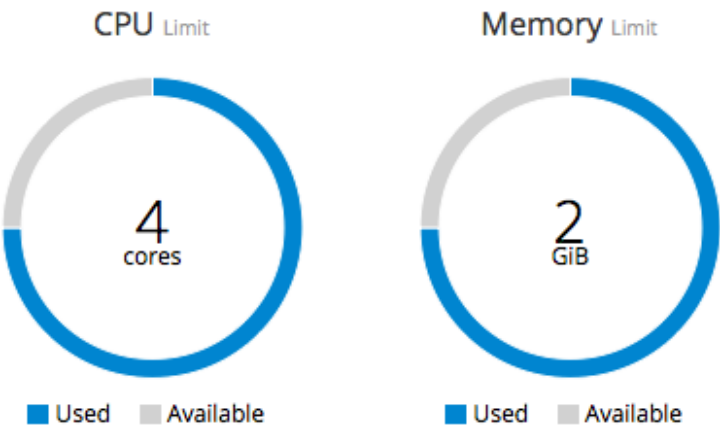 CPU Limit
Memory Limit
4
cores
2
GiB
Used
Available
Used
Available